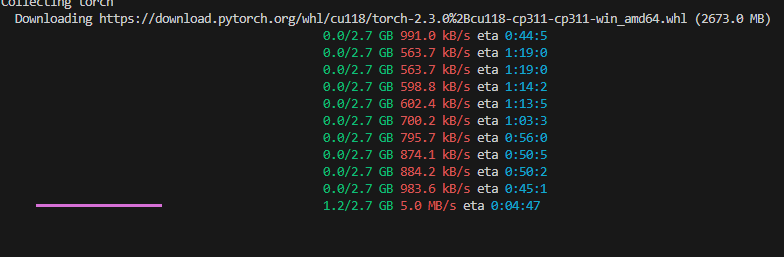 Collecting torch
Downloading https://download.pytorch.org/whl/cu118/torch-2.3.0%2Bcu118-cp311-cp311-win_amd64.whl (2673.0 MB)
0.0/2.7 GB 991.0 kB/s eta 0:44:5
0.0/2.7 GB 563.7 kB/s eta 1:19:0
0.0/2.7 GB 563.7 kB/s eta 1:19:0
0.0/2.7 GB 598.8 kB/s eta 1:14:2
0.0/2.7 GB 602.4 kB/s eta 1:13:5
0.0/2.7 GB 700.2 kB/s eta 1:03:3
0.0/2.7 GB 795.7 kB/s eta 0:56:0
0.0/2.7 GB 874.1 kB/s eta 0:50:5
0.0/2.7 GB 884.2 kB/s eta 0:50:2
0.0/2.7 GB 983.6 kB/s eta 0:45:1
1.2/2.7 GB 5.0 MB/s eta 0:04:47